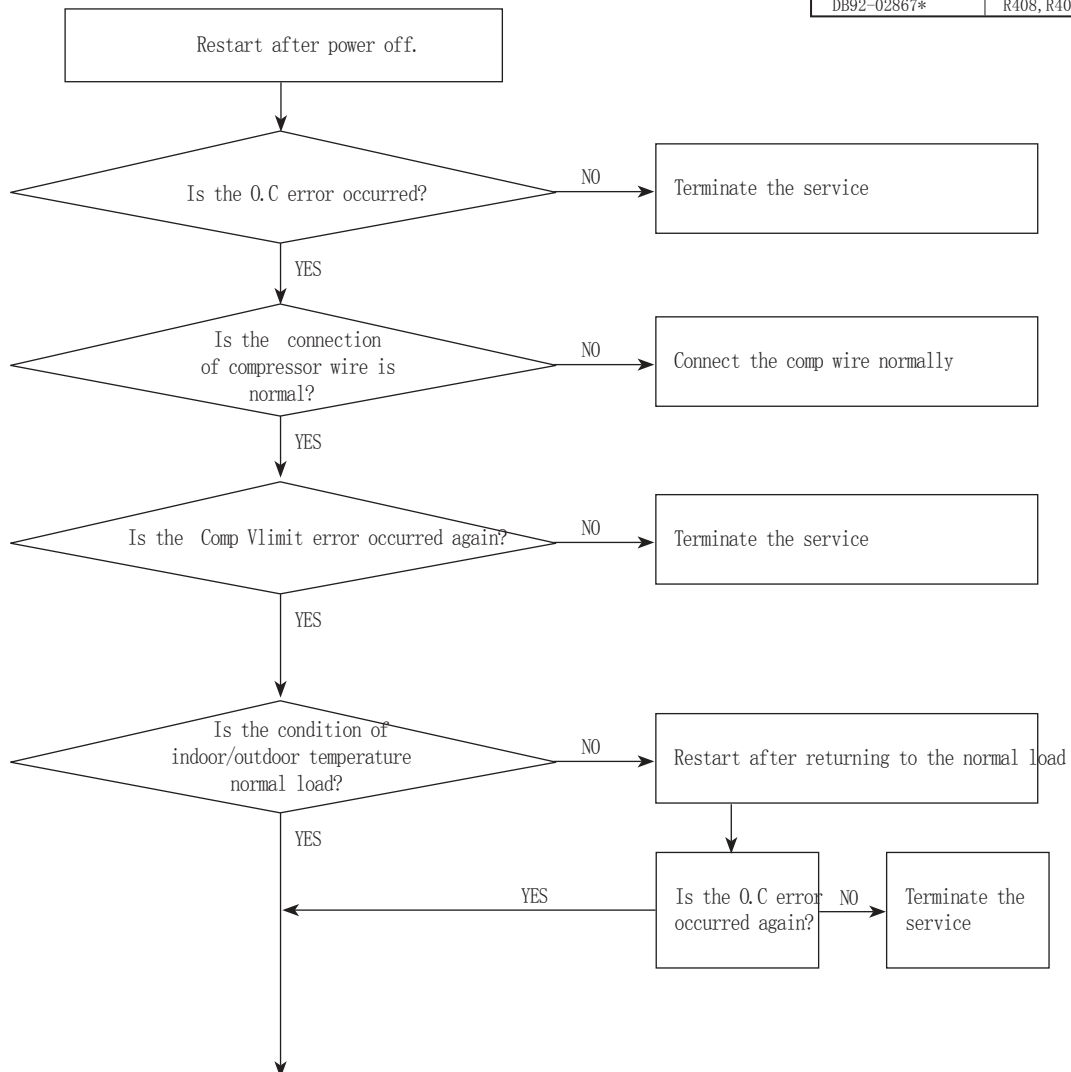 DB92-02867* R408,R40
Restart after power off.
Is the O.C error occurred?
NO
Terminate the service
YES
Is the connection
of compressor wire is
normal?
NO
Connect the comp wire normally
YES
Is the Comp Vlimit error occurred again?
NO
Terminate the service
YES
Is the condition of
indoor/outdoor temperature
normal load?
NO
Restart after returning to the normal load
YES
YES
Is the O.C error
occurred again?
NO
Terminate the
service